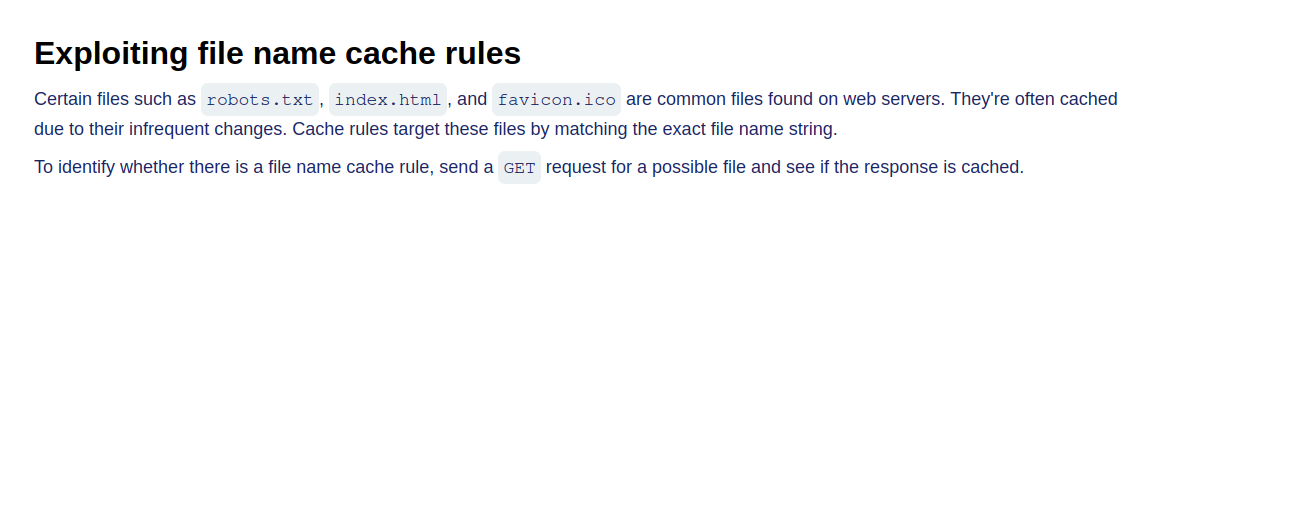 Exploiting file name cache rules
Certain files such as robots.txt, index.html, and favicon.ico are common files found on web servers. They're often cached
due to their infrequent changes. Cache rules target these files by matching the exact file name string.
To identify whether there is a file name cache rule, send a GET request for a possible file and see if the response is cached.